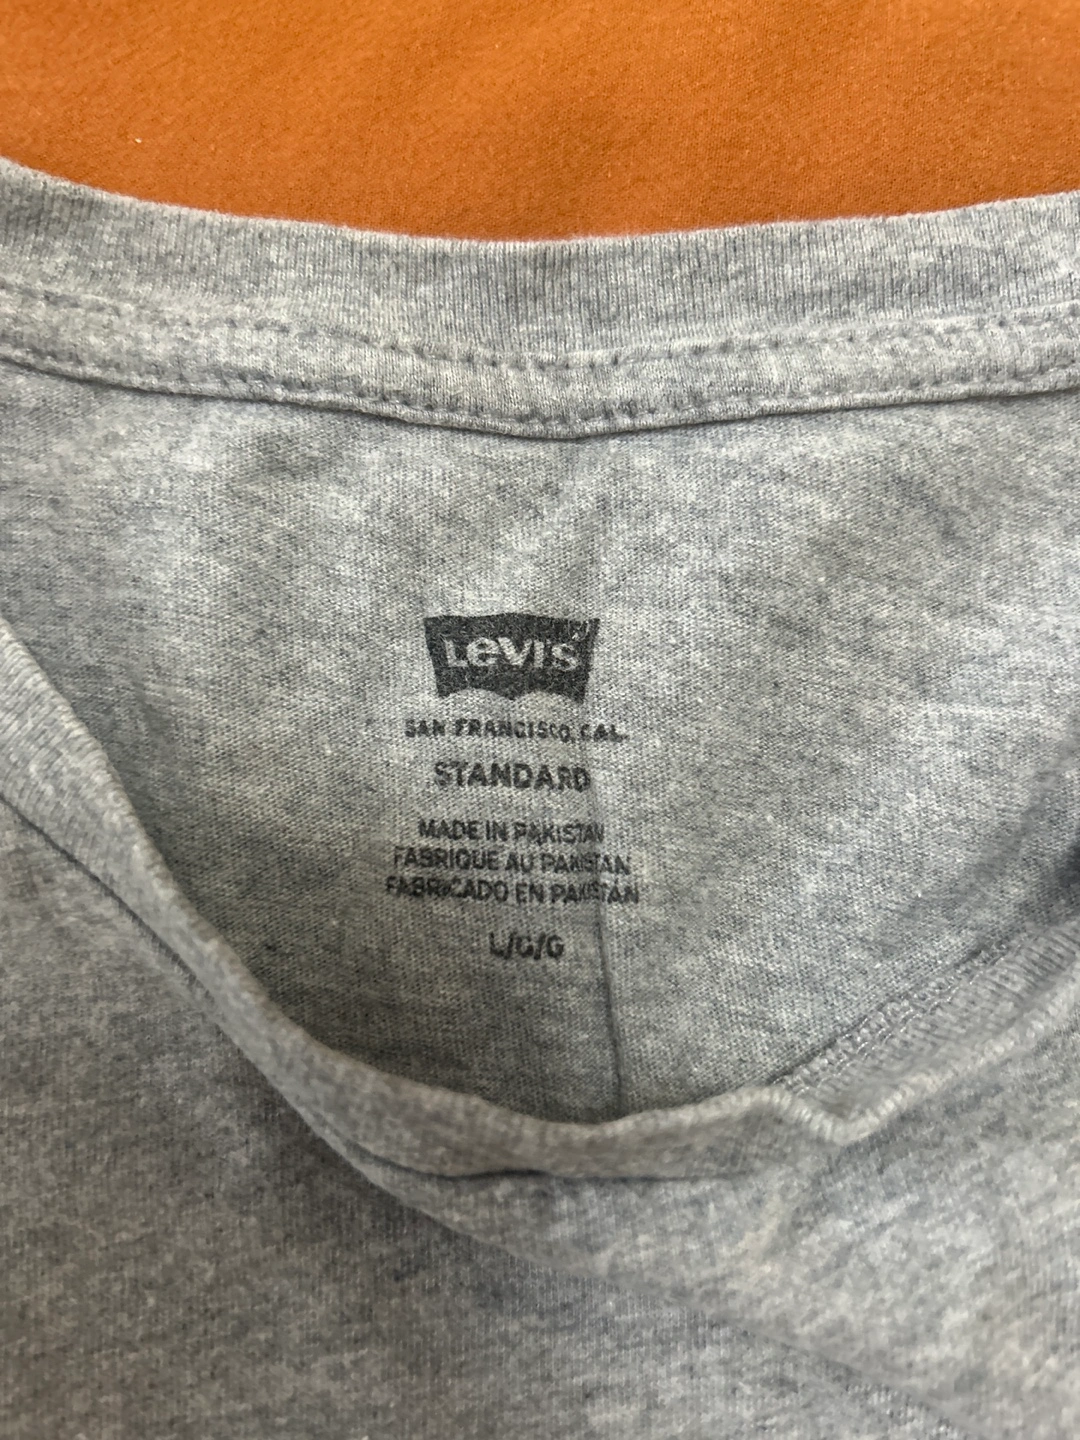 Levi's
SAN FRANCISCO, CAL.
STANDARD
MADE IN PAKISTAN
FABRIQUE AU PAKISTAN
FABRICADO EN PAKISTAN
L/G/G